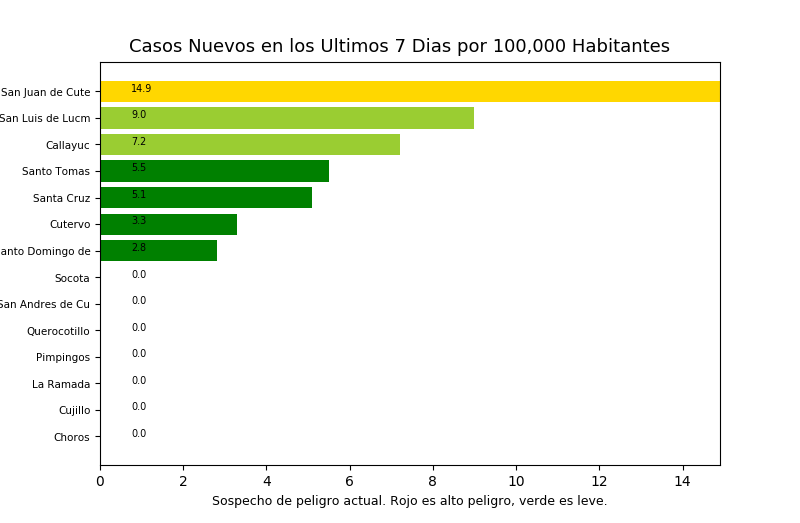 Casos Nuevos en los Ultimos 7 Dias por 100,000 Habitantes
San Juan de Cute 14.9
San Luis de Lucm 9.0
Callayuc 7.2
Santo Tomas 5.5
Santa Cruz 5.1
Cutervo 3.3
anto Domingo de 2.8
Socota 0.0
San Andres de Cu 0.0
Querocotillo 0.0
Pimpingos 0.0
La Ramada 0.0
Cujillo 0.0
Choros 0.0
0 2 4 6 8 10 12 14
Sospecho de peligro actual. Rojo es alto peligro, verde es leve.